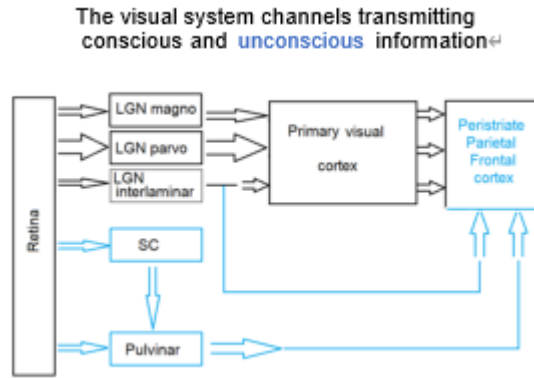 The visual system channels transmitting
conscious and unconscious information↵
LGN magno
LGN parvo
LGN
interlaminar
Primary visual
cortex
Peristriate
Parietal
Frontal
cortex
Retina
SC
Pulvinar